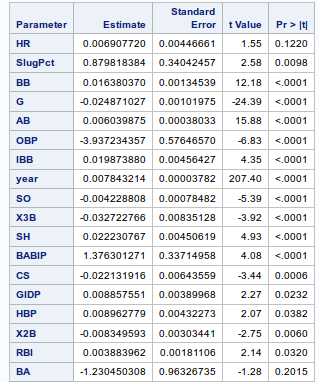 Parameter Estimate Standard Error t Value Pr > |t|
HR 0.006907720 0.00446661 1.55 0.1220
SlugPct 0.879818384 0.34042457 2.58 0.0098
BB 0.016380370 0.00134539 12.18 <.0001
G -0.024871027 0.00101975 -24.39 <.0001
AB 0.006039875 0.00038033 15.88 <.0001
OBP -3.937234357 0.57646570 -6.83 <.0001
IBB 0.019873880 0.00456427 4.35 <.0001
year 0.007843214 0.00003782 207.40 <.0001
SO -0.004228808 0.00078482 -5.39 <.0001
X3B -0.032722766 0.00835128 -3.92 <.0001
SH 0.022230767 0.00450619 4.93 <.0001
BABIP 1.376301271 0.33714958 4.08 <.0001
CS -0.022131916 0.00643559 -3.44 0.0006
GIDP 0.008857551 0.00389968 2.27 0.0232
HBP 0.008962779 0.00432273 2.07 0.0382
X2B -0.008349593 0.00303441 -2.75 0.0060
RBI 0.003883962 0.00181106 2.14 0.0320
BA -1.230450308 0.96326735 -1.28 0.2015